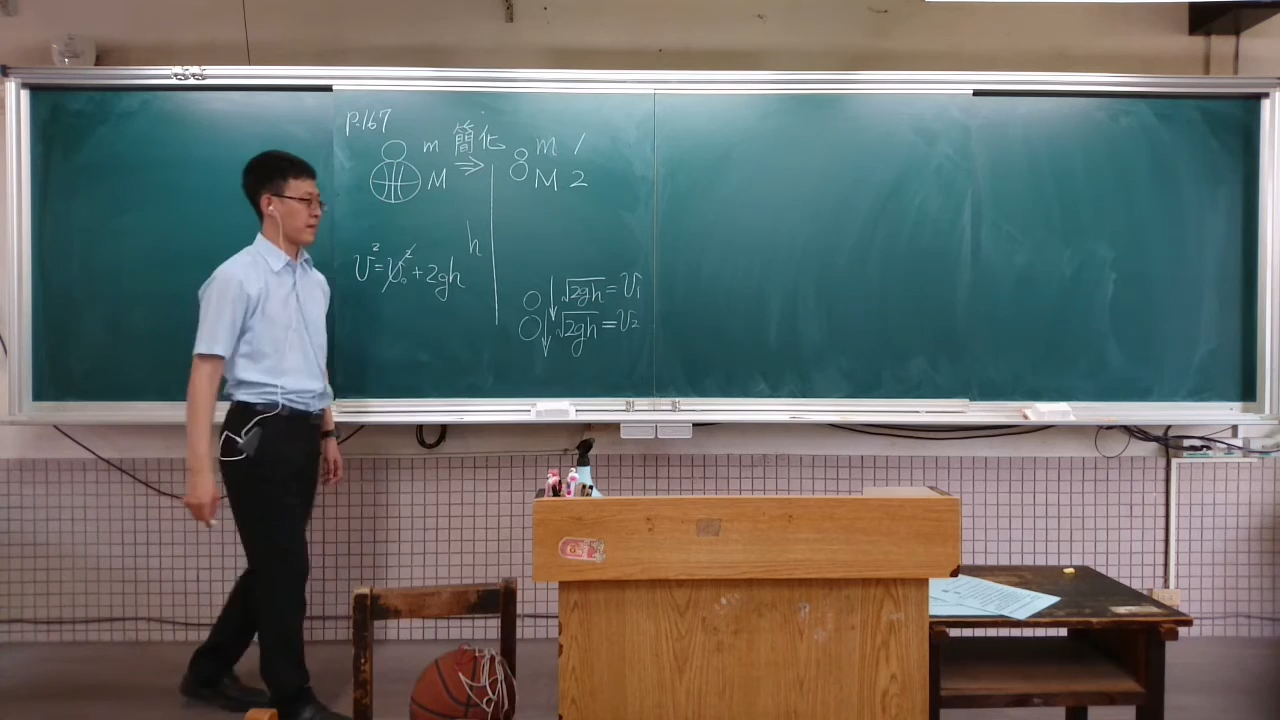 P.167
m 簡化 m 1
M ⇒ M 2
h
v²=v₀²+2gh
√2gh=v₁
√2gh=v₂